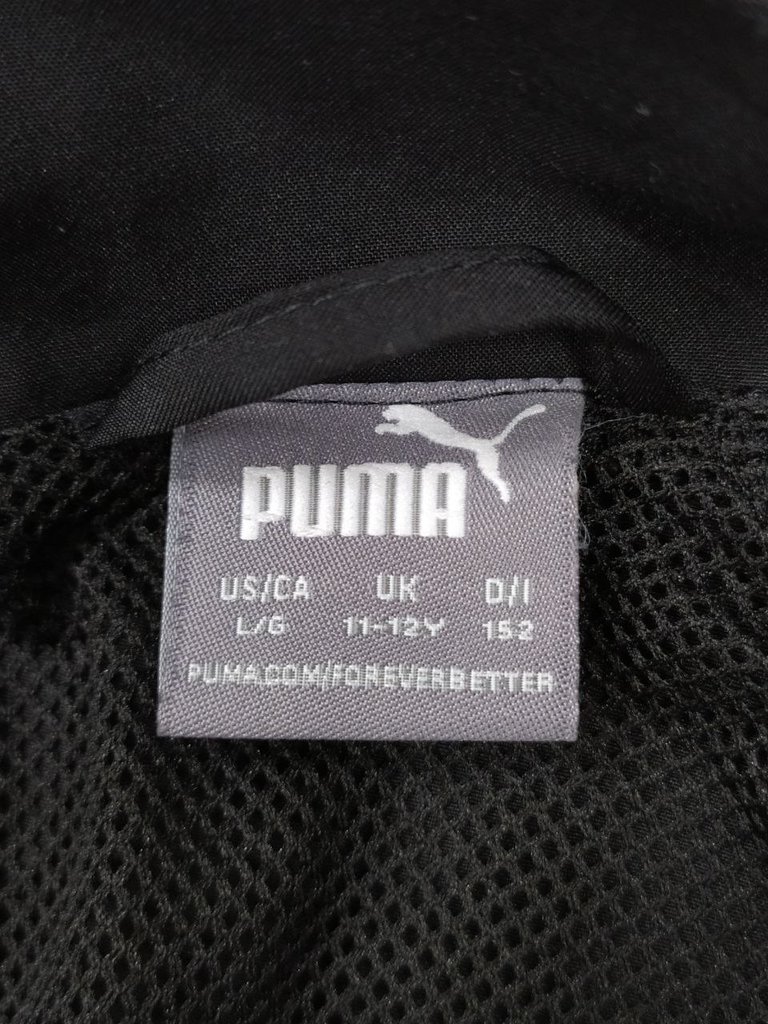 PUMA
US/CA UK D/I
L/G 11-12Y 152
PUMA.COM/FOREVERBETTER